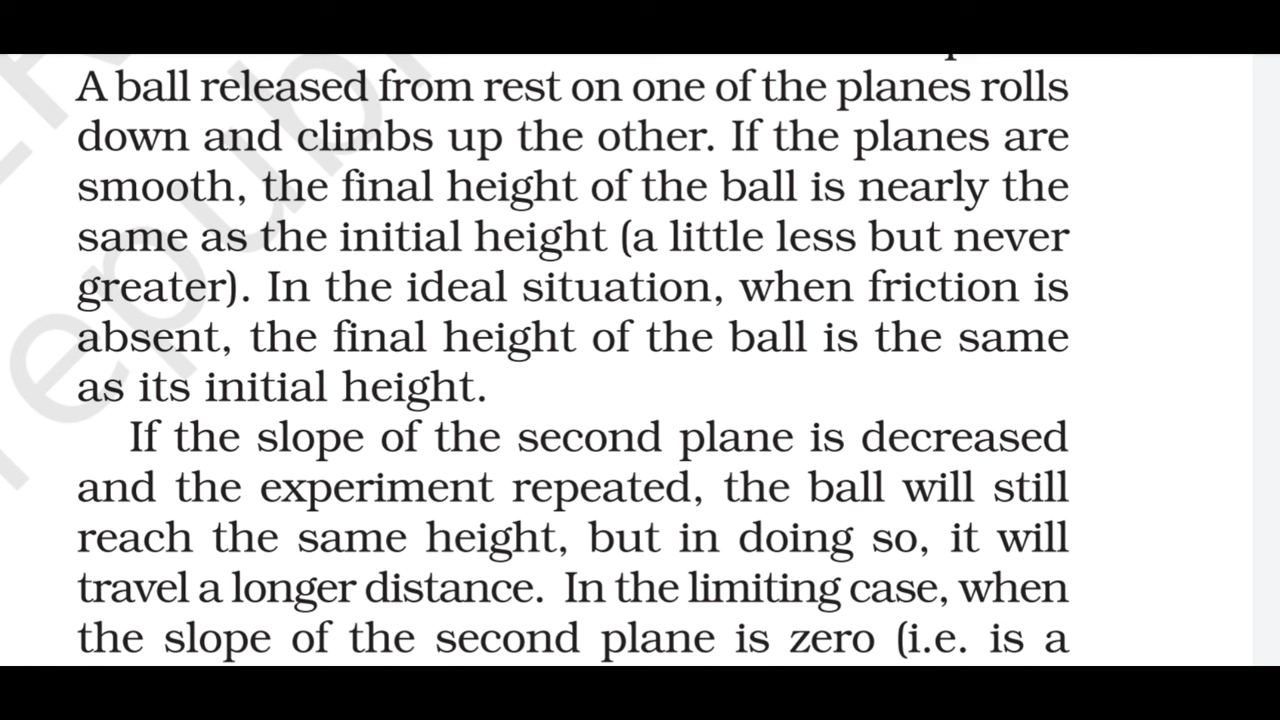 A ball released from rest on one of the planes rolls
down and climbs up the other. If the planes are
smooth, the final height of the ball is nearly the
same as the initial height (a little less but never
greater). In the ideal situation, when friction is
absent, the final height of the ball is the same
as its initial height.
If the slope of the second plane is decreased
and the experiment repeated, the ball will still
reach the same height, but in doing so, it will
travel a longer distance. In the limiting case, when
the slope of the second plane is zero (i.e. is a
republ